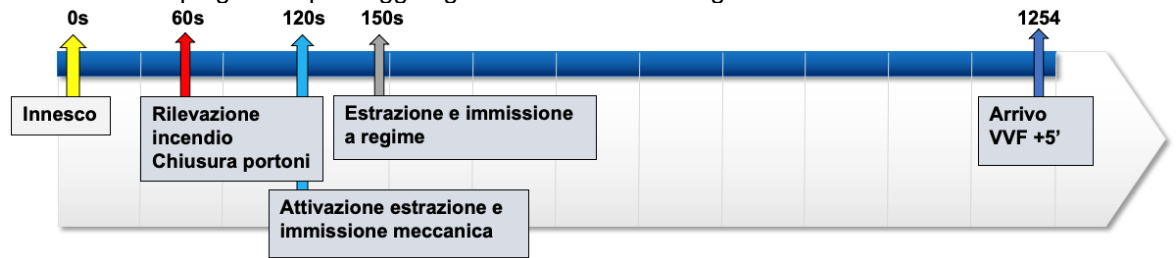 0s
60s
120s
150s
1254
Innesco
Rilevazione
incendio
Chiusura portoni
Estrazione e immissione
a regime
Arrivo
VVF +5’
Attivazione estrazione e
immissione meccanica